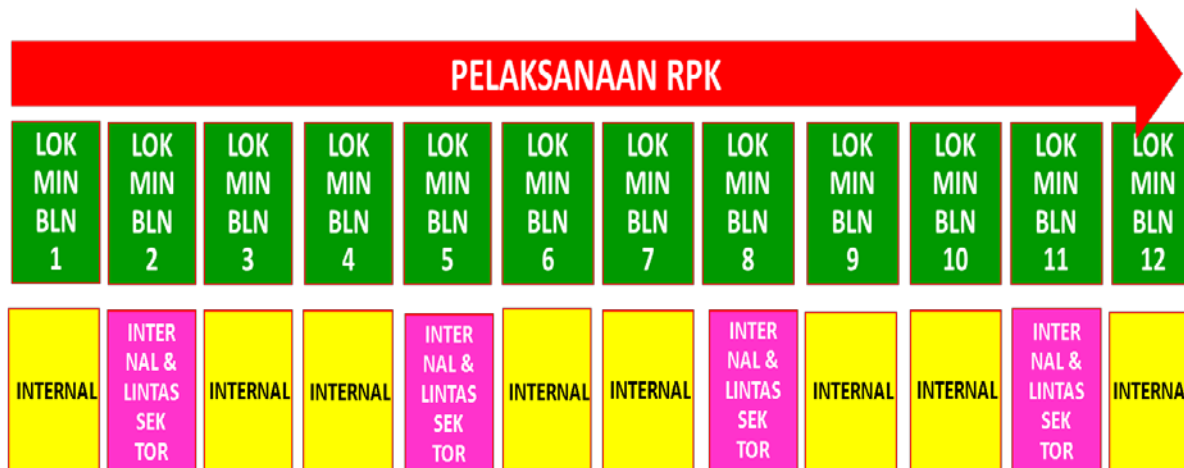 PELAKSANAAN RPK
LOK
MIN
BLN
1
LOK
MIN
BLN
2
LOK
MIN
BLN
3
LOK
MIN
BLN
4
LOK
MIN
BLN
5
LOK
MIN
BLN
6
LOK
MIN
BLN
7
LOK
MIN
BLN
8
LOK
MIN
BLN
9
LOK
MIN
BLN
10
LOK
MIN
BLN
11
LOK
MIN
BLN
12
INTERNAL
INTER
NAL &
LINTAS
SEK
TOR
INTERNAL
INTERNAL
INTER
NAL &
LINTAS
SEK
TOR
INTERNAL
INTERNAL
INTER
NAL &
LINTAS
SEK
TOR
INTERNAL
INTERNAL
INTER
NAL &
LINTAS
SEK
TOR
INTERNAL